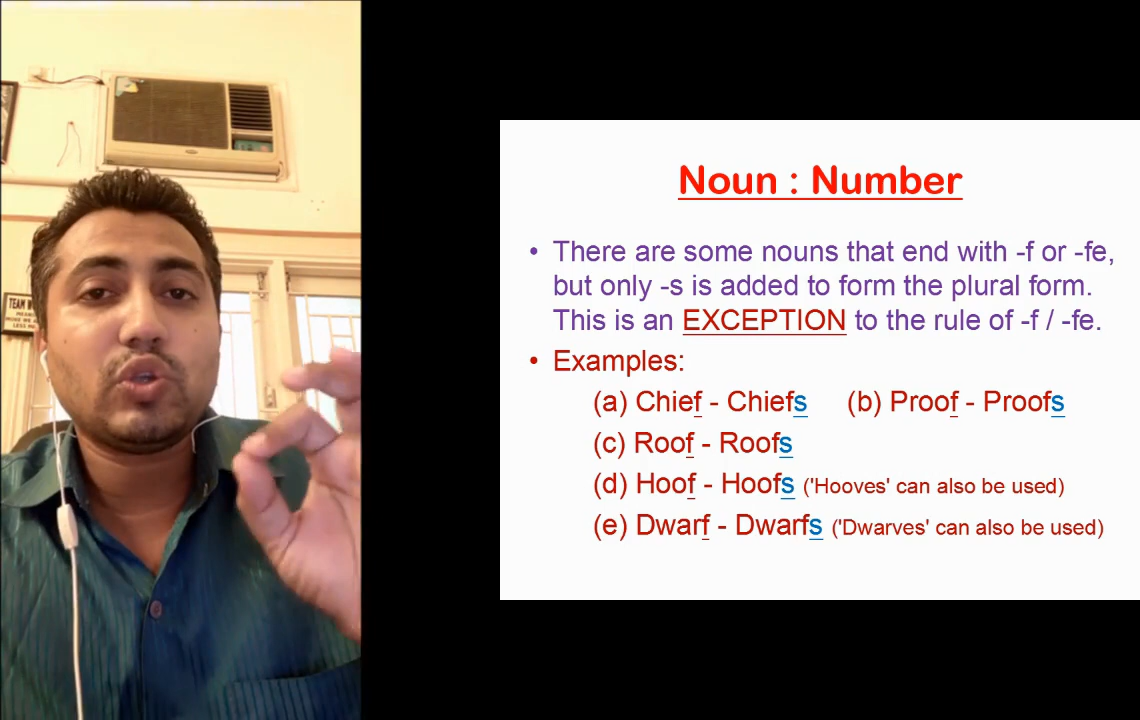 Noun : Number
• There are some nouns that end with -f or -fe,
but only -s is added to form the plural form.
This is an EXCEPTION to the rule of -f / -fe.
• Examples:
(a) Chief - Chiefs (b) Proof - Proofs
(c) Roof - Roofs
(d) Hoof - Hoofs ('Hooves' can also be used)
(e) Dwarf - Dwarfs ('Dwarves' can also be used)
TEAM
LESS